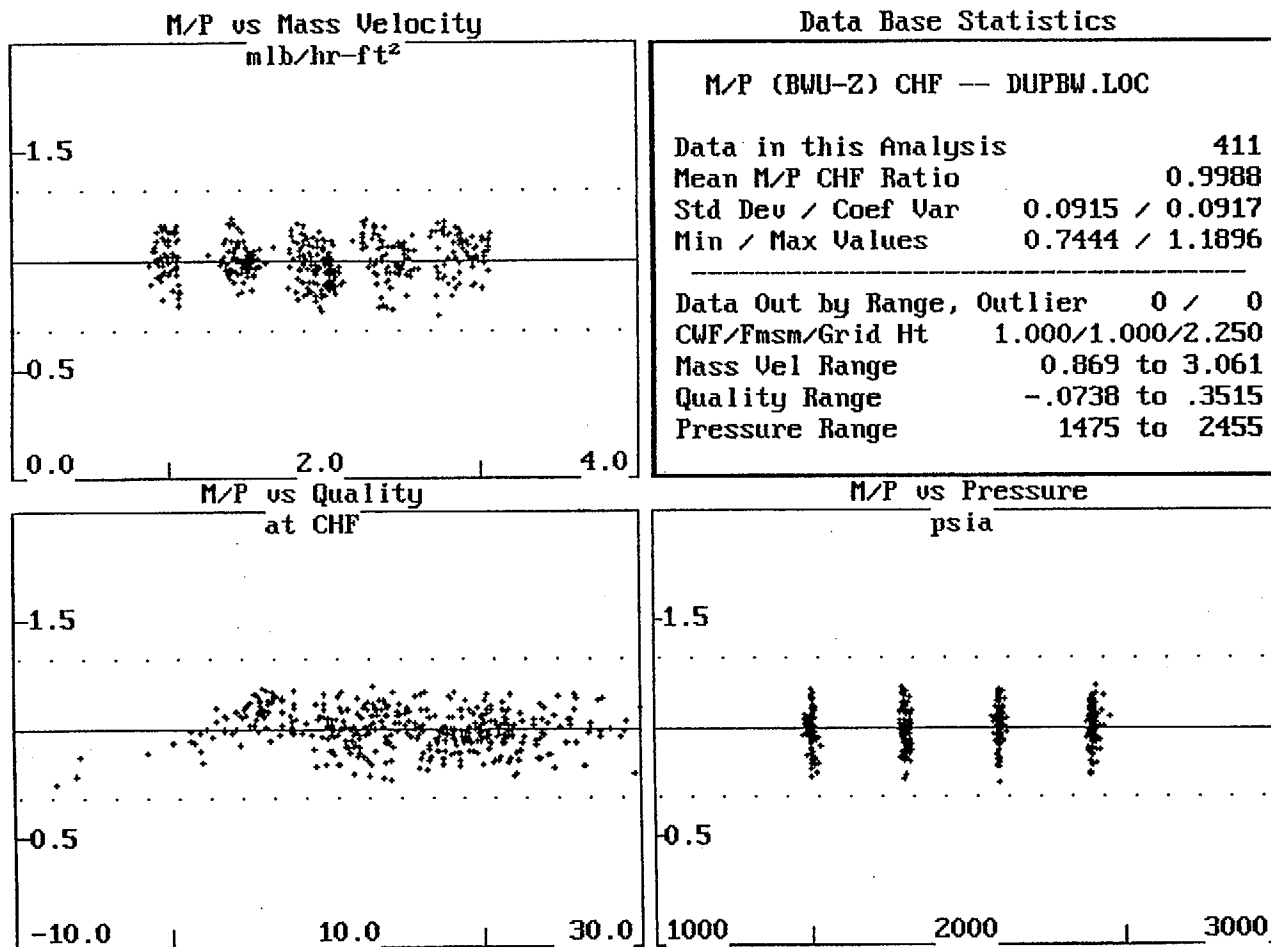 M/P vs Mass Velocity
mlb/hr-ft²
1.5
0.5
0.0 2.0 4.0
Data Base Statistics
M/P (BWU-Z) CHF -- DUPBW.LOC
Data in this Analysis 411
Mean M/P CHF Ratio 0.9988
Std Dev / Coef Var 0.0915 / 0.0917
Min / Max Values 0.7444 / 1.1896
Data Out by Range, Outlier 0 / 0
CWF/Fmsm/Grid Ht 1.000/1.000/2.250
Mass Vel Range 0.869 to 3.061
Quality Range -.0738 to .3515
Pressure Range 1475 to 2455
M/P vs Quality
at CHF
1.5
0.5
-10.0 10.0 30.0
M/P vs Pressure
psia
1.5
0.5
1000 2000 3000